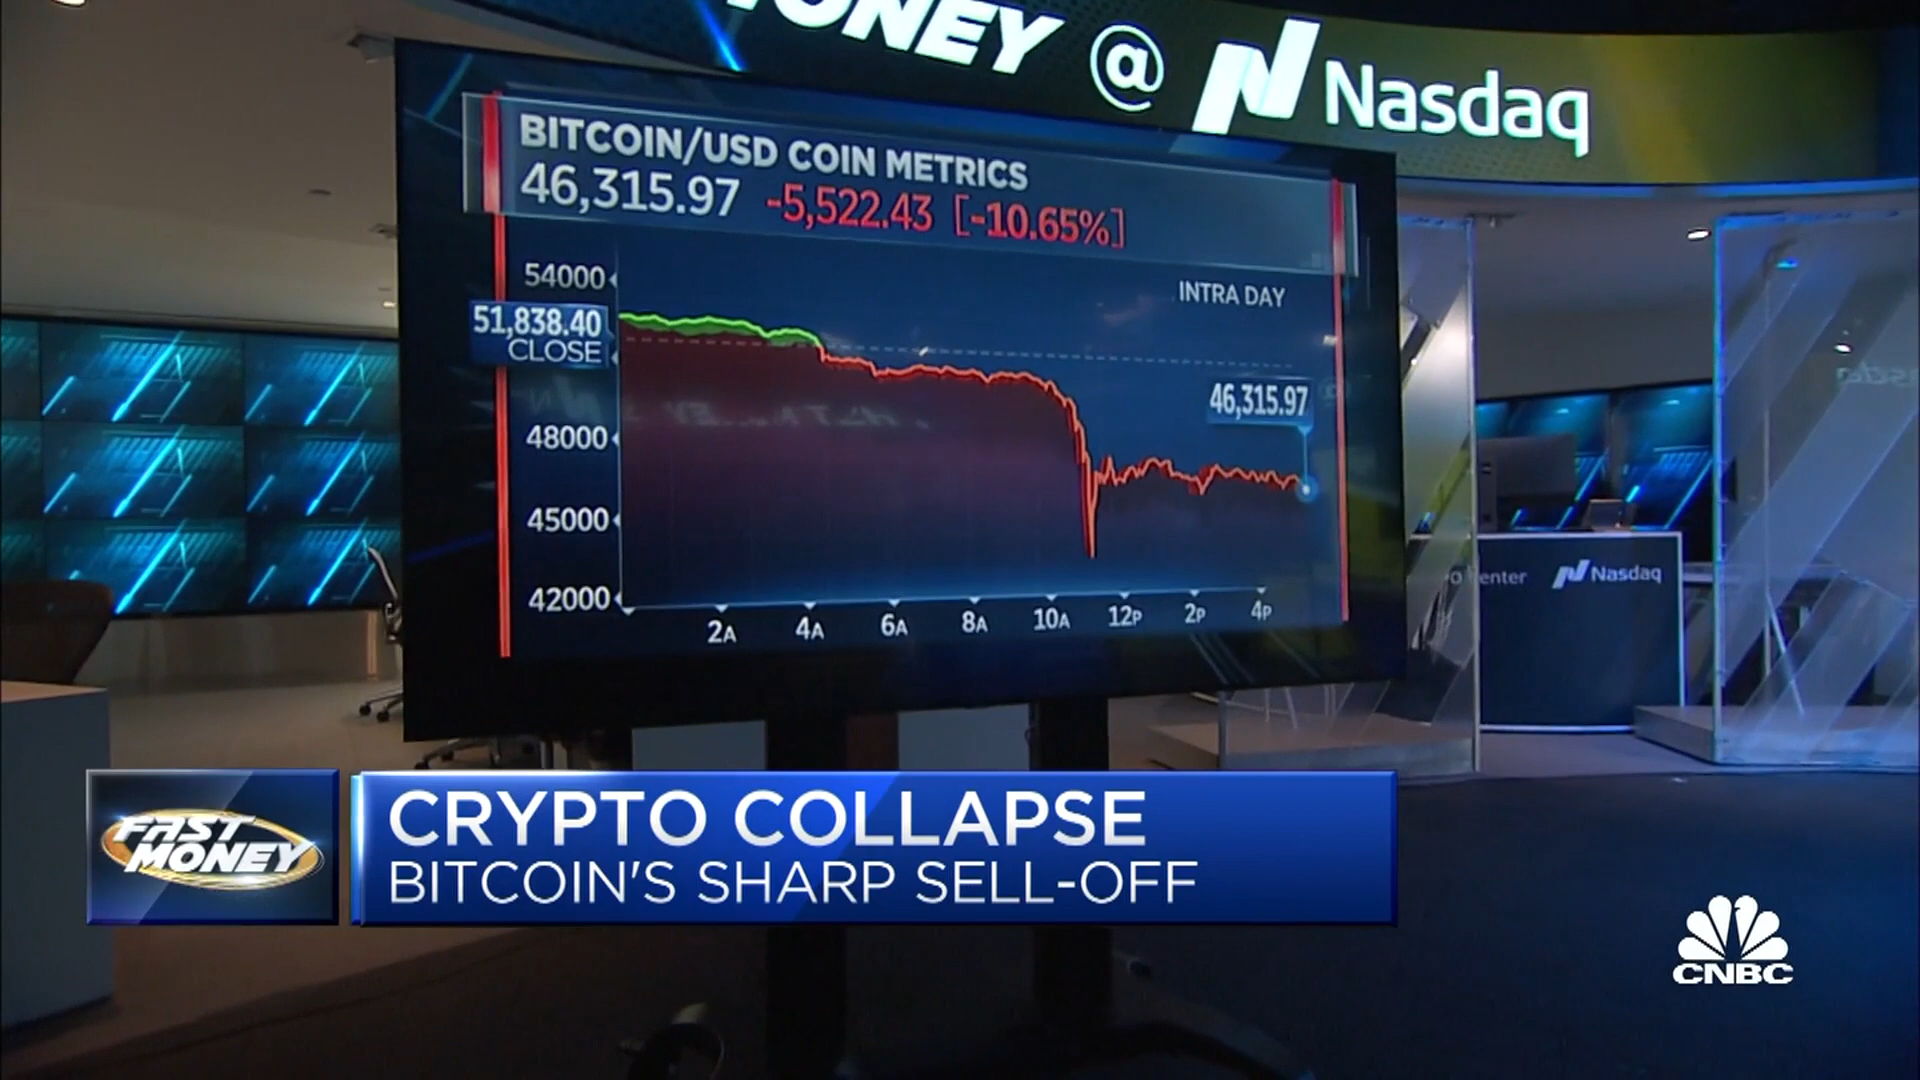 MONEY @ Nasdaq
BITCOIN/USD COIN METRICS
46,315.97 -5,522.43 [-10.65%]
INTRA DAY
54000
51,838.40
CLOSE
46,315.97
48000
45000
42000
2A 4A 6A 8A 10A 12P 2P 4P
enter Nasdaq
FAST
MONEY
CRYPTO COLLAPSE
BITCOIN'S SHARP SELL-OFF
CNBC